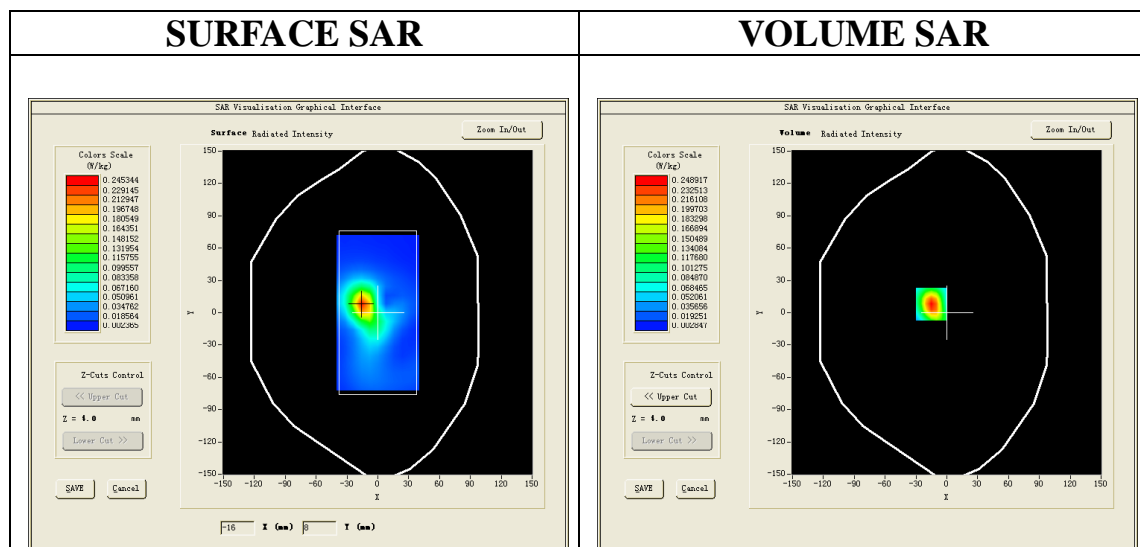 SURFACE SAR
VOLUME SAR
SAR Visualisation Graphical Interface
Surface Radiated Intensity
Zoom In/Out
Colors Scale
(W/kg)
0.245344
0.229145
0.212947
0.196748
0.180549
0.164351
0.148152
0.131954
0.115755
0.099557
0.083358
0.067160
0.050961
0.034762
0.018564
0.002365
Z-Cuts Control
<< Upper Cut
Z = 4.0 mm
Lower Cut >>
SAVE Cancel
150
120
90
60
30
0
-30
-60
-90
-120
-150
Y
-150 -120 -90 -60 -30 0 30 60 90 120 150
X
-16 X (mm) 8 Y (mm)
SAR Visualisation Graphical Interface
Volume Radiated Intensity
Zoom In/Out
Colors Scale
(W/kg)
0.248917
0.232513
0.216108
0.199703
0.183298
0.166894
0.150489
0.134084
0.117680
0.101275
0.084870
0.068465
0.052061
0.035656
0.019251
0.002847
Z-Cuts Control
<< Upper Cut
Z = 4.0 mm
Lower Cut >>
SAVE Cancel
150
120
90
60
30
0
-30
-60
-90
-120
-150
Y
-150 -120 -90 -60 -30 0 30 60 90 120 150
X